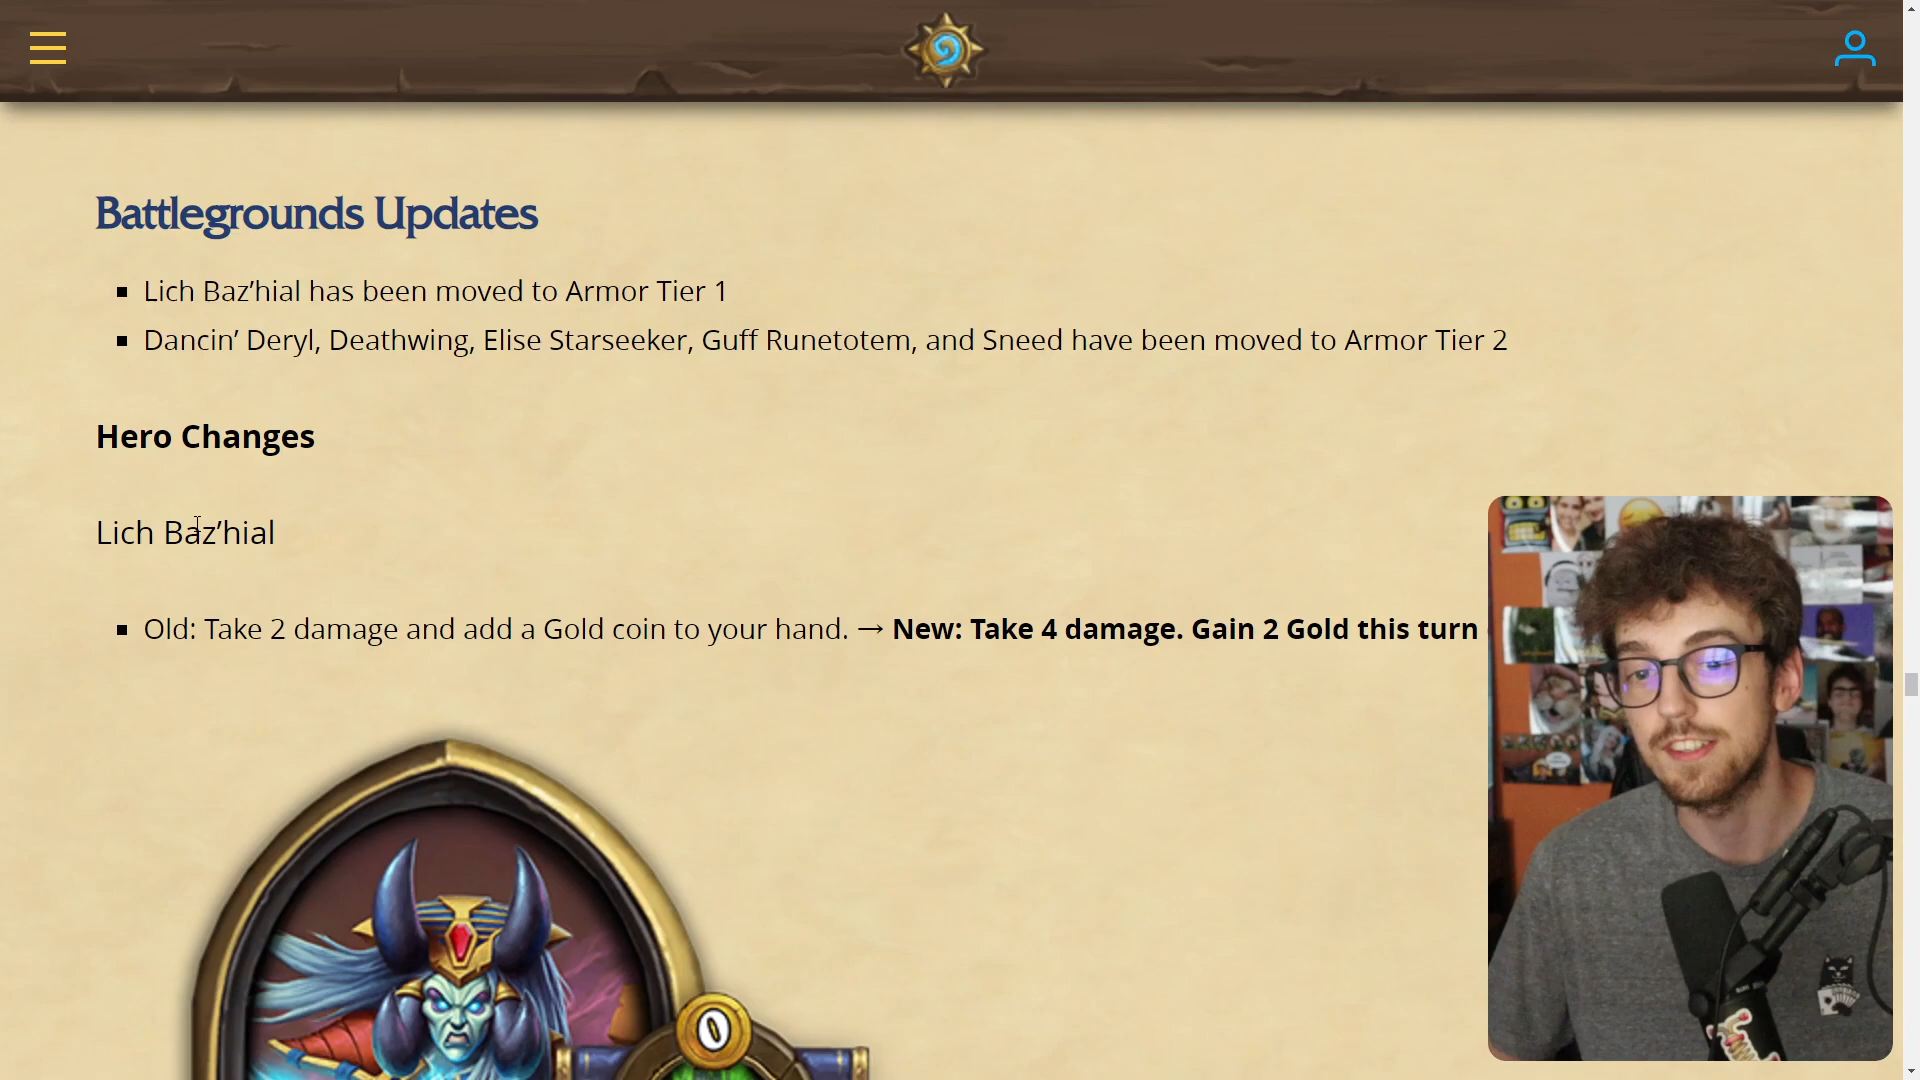 Battlegrounds Updates
Lich Baz’hial has been moved to Armor Tier 1
Dancin’ Deryl, Deathwing, Elise Starseeker, Guff Runetotem, and Sneed have been moved to Armor Tier 2
Hero Changes
Lich Baz’hial
Old: Take 2 damage and add a Gold coin to your hand. → New: Take 4 damage. Gain 2 Gold this turn
0